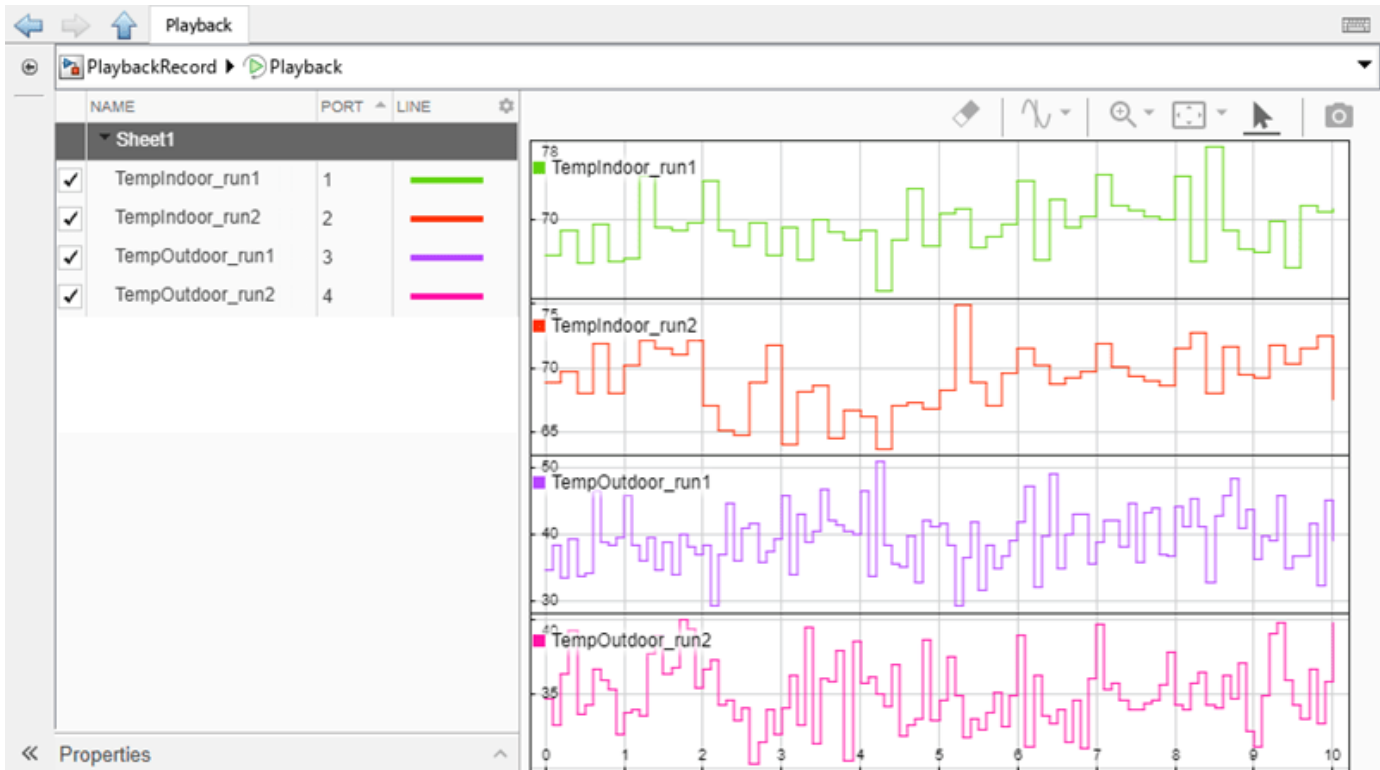 Playback
PlaybackRecord Playback
NAME PORT LINE
Sheet1
TempIndoor_run1 1
TempIndoor_run2 2
TempOutdoor_run1 3
TempOutdoor_run2 4
Properties
78
TempIndoor_run1
70
75
TempIndoor_run2
70
65
50
TempOutdoor_run1
40
30
40
TempOutdoor_run2
35
0 1 2 3 4 5 6 7 8 9 10